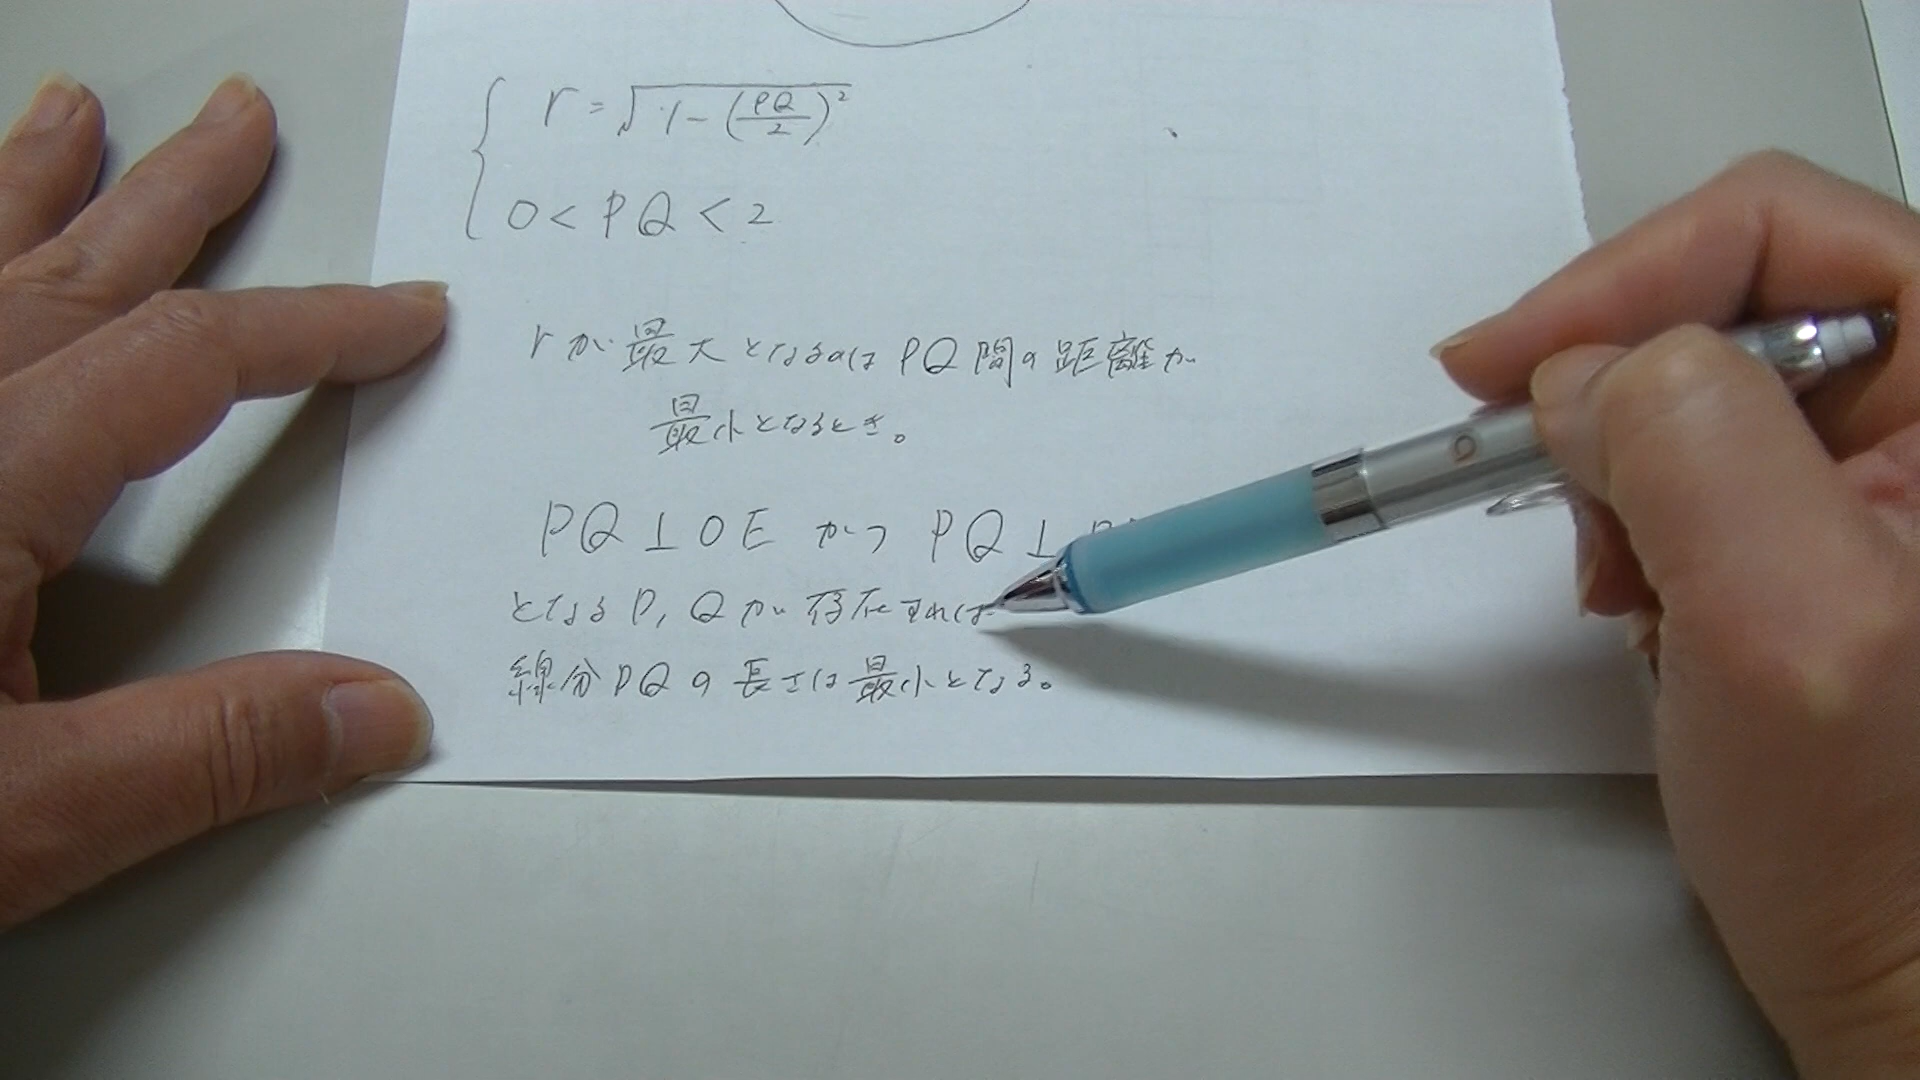 r = √1-(PQ/2)²
0 < PQ < 2
rが最大となるのはPQ間の距離が
最小となるとき。
PQ⊥OE かつ PQ⊥
となるP, Qが存在すれば
線分PQの長さは最小となる。